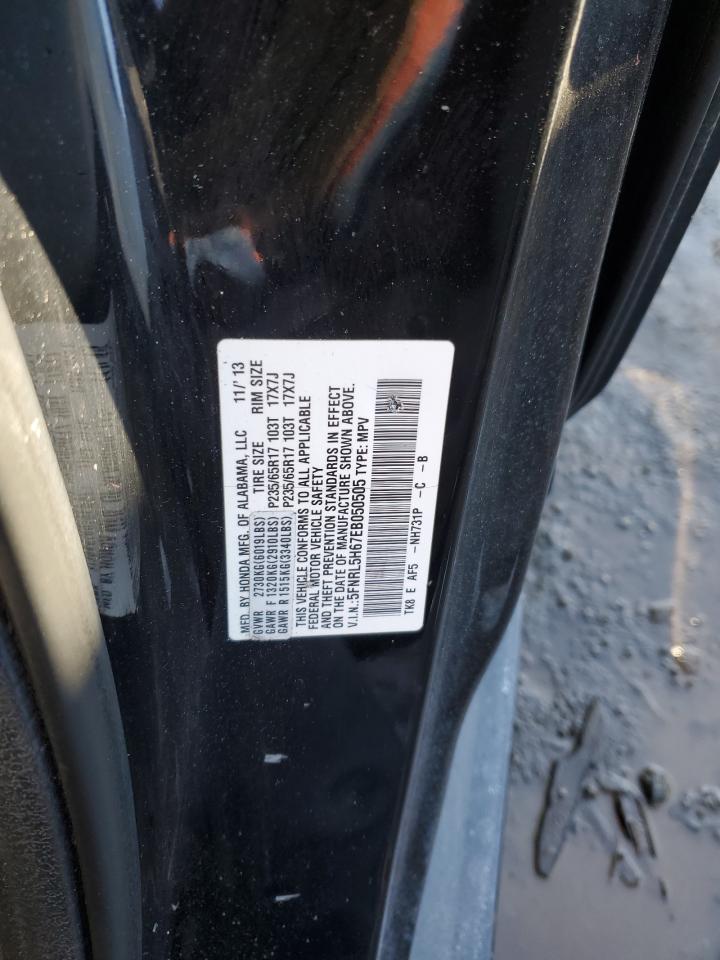 MFD. BY HONDA MFG. OF ALABAMA, LLC 11/'13
TIRE SIZE RIM SIZE
GVWR 2730KG(6019LBS)
GAWR F 1320KG(2910LBS) P235/65R17 103T 17X7J
GAWR R 1515KG(3340LBS) P235/65R17 103T 17X7J
THIS VEHICLE CONFORMS TO ALL APPLICABLE
FEDERAL MOTOR VEHICLE SAFETY
AND THEFT PREVENTION STANDARDS IN EFFECT
ON THE DATE OF MANUFACTURE SHOWN ABOVE.
V.I.N.: 5FNRL5H67EB050505 TYPE: MPV
TK8 E AF5 -NH731P -C -B